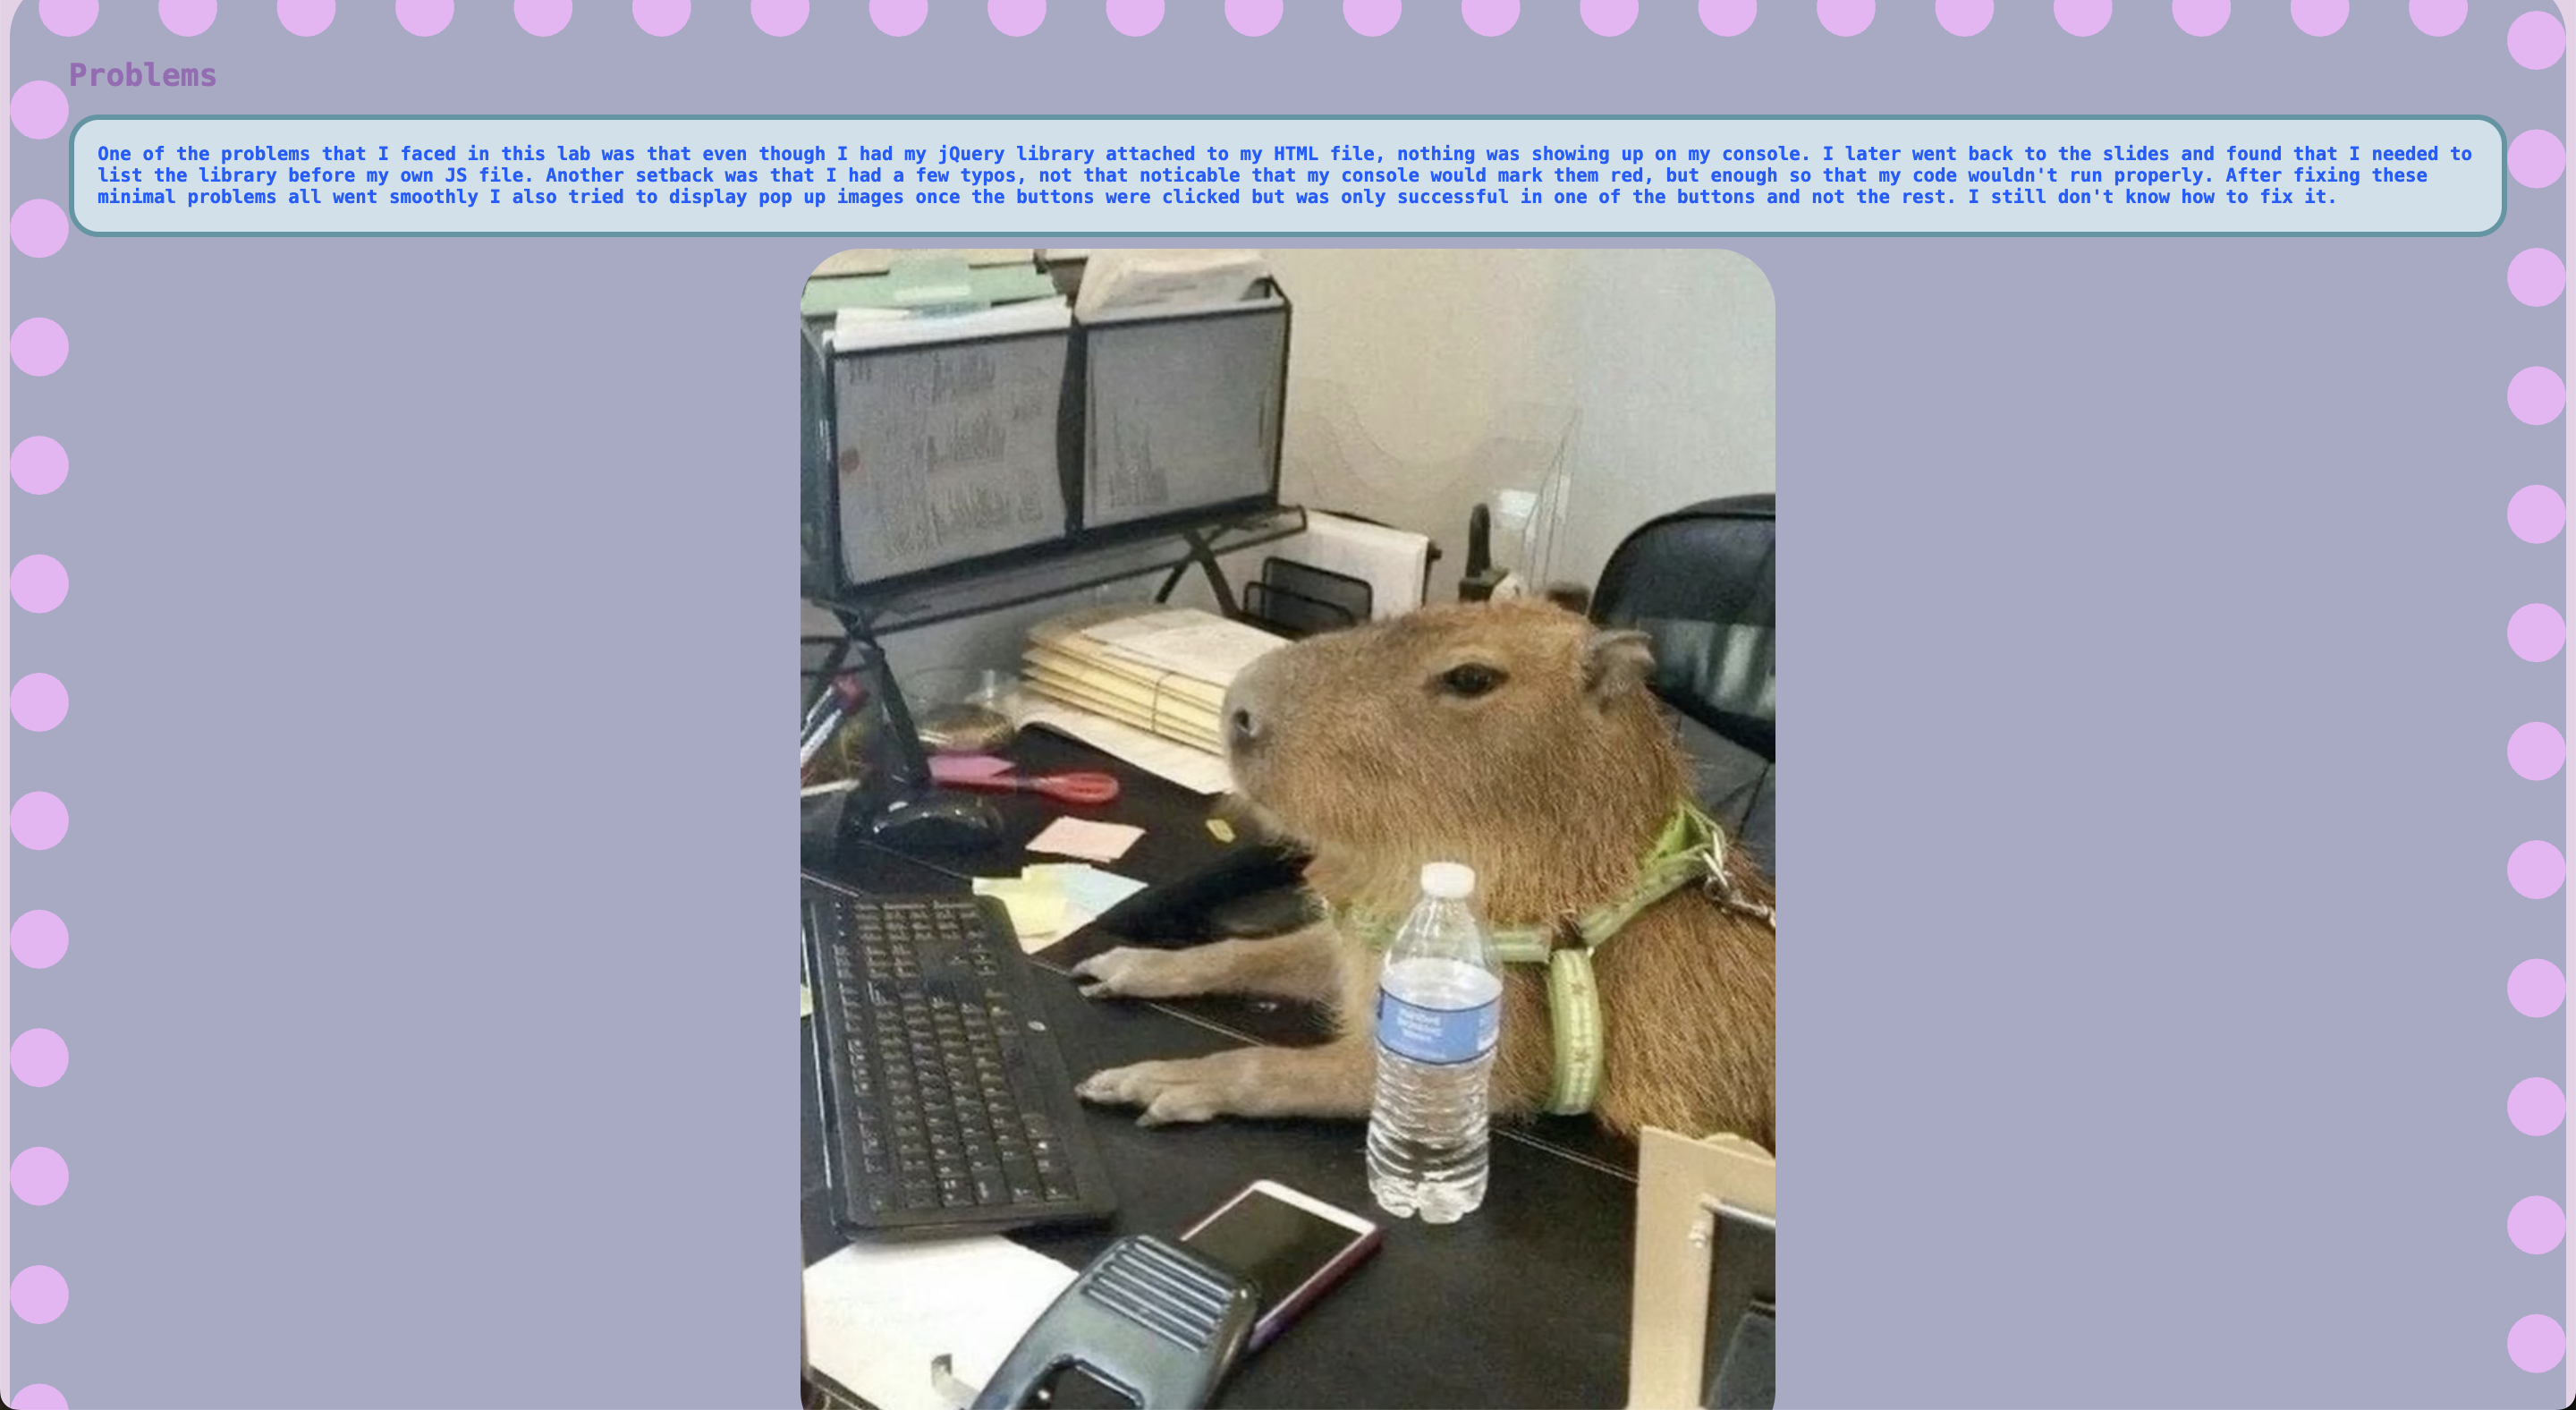 Problems
One of the problems that I faced in this lab was that even though I had my jQuery library attached to my HTML file, nothing was showing up on my console. I later went back to the slides and found that I needed to
list the library before my own JS file. Another setback was that I had a few typos, not that noticable that my console would mark them red, but enough so that my code wouldn't run properly. After fixing these
minimal problems all went smoothly I also tried to display pop up images once the buttons were clicked but was only successful in one of the buttons and not the rest. I still don't know how to fix it.